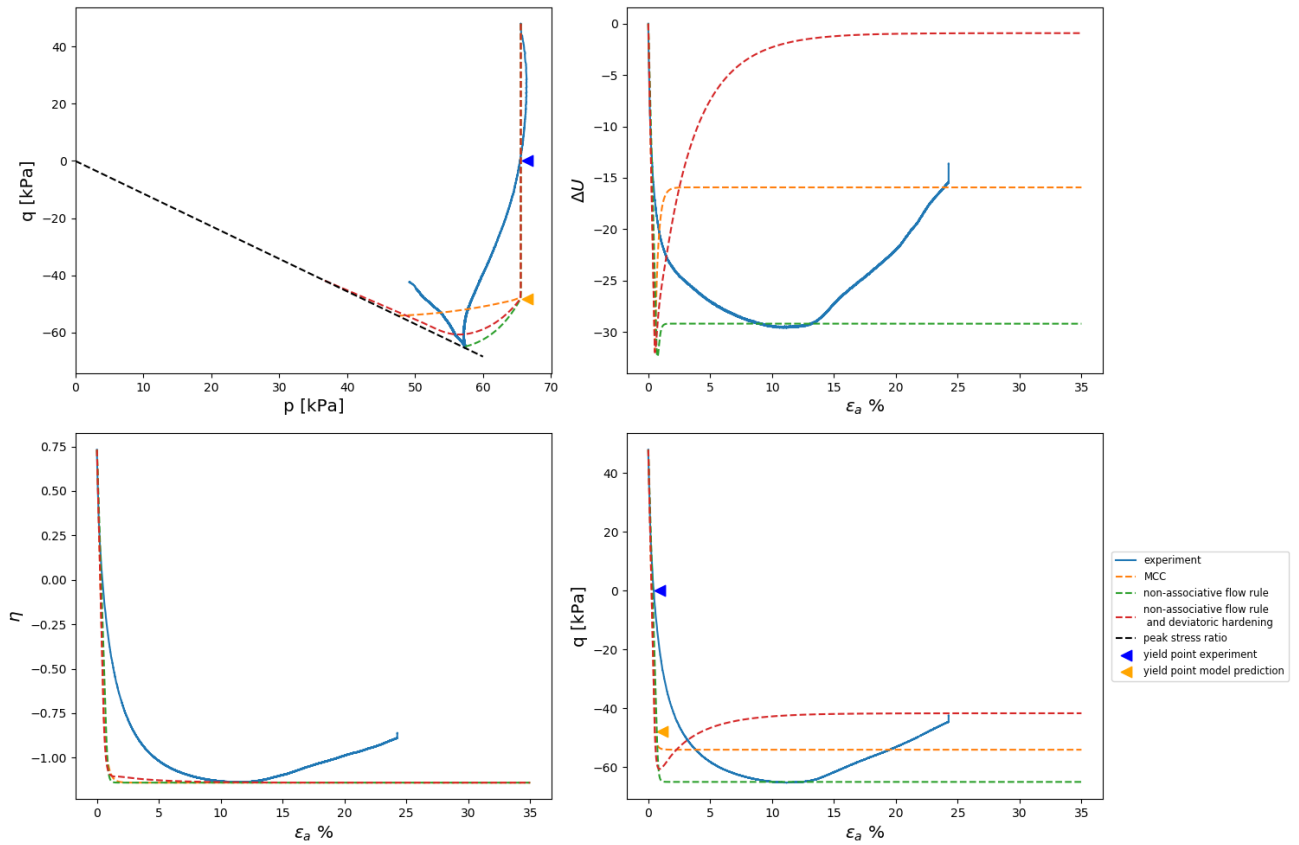 40
20
0
−20
−40
−60
q [kPa]
0 10 20 30 40 50 60 70
p [kPa]
0
−5
−10
−15
−20
−25
−30
ΔU
0 5 10 15 20 25 30 35
εa %
0.75
0.50
0.25
0.00
−0.25
−0.50
−0.75
−1.00
η
0 5 10 15 20 25 30 35
εa %
40
20
0
−20
−40
−60
q [kPa]
0 5 10 15 20 25 30 35
εa %
experiment
MCC
non-associative flow rule
non-associative flow rule
and deviatoric hardening
peak stress ratio
yield point experiment
yield point model prediction